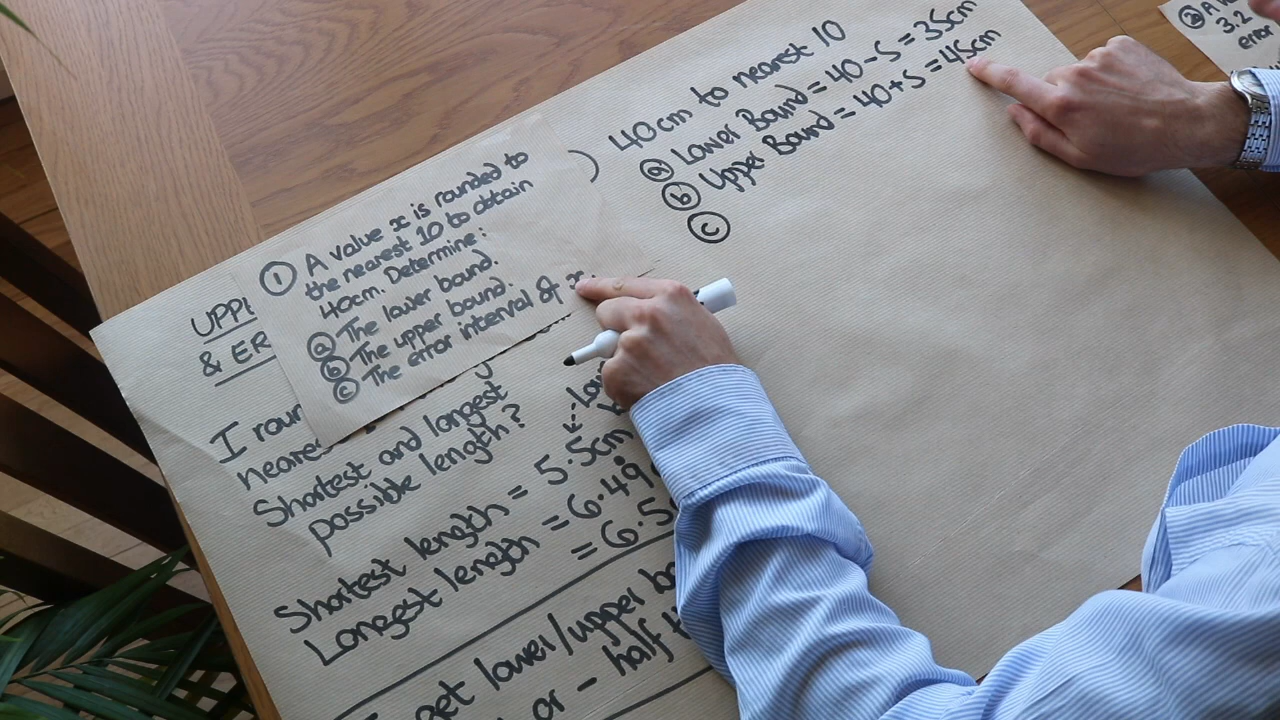 UPPE
& ER
① A value x is rounded to
the nearest 10 to obtain
40cm. Determine:
ⓐ The lower bound.
ⓑ The upper bound.
ⓒ The error interval of x.
I roun
neares
Shortest and longest
possible length?
Shortest length = 5.5cm
Longest length = 6.49
= 6.5
get lower/upper bo
or - half t
) 40cm to nearest 10
ⓐ Lower Bound = 40-5 = 35cm
ⓑ Upper Bound = 40+5 = 45cm
ⓒ
3.2
error